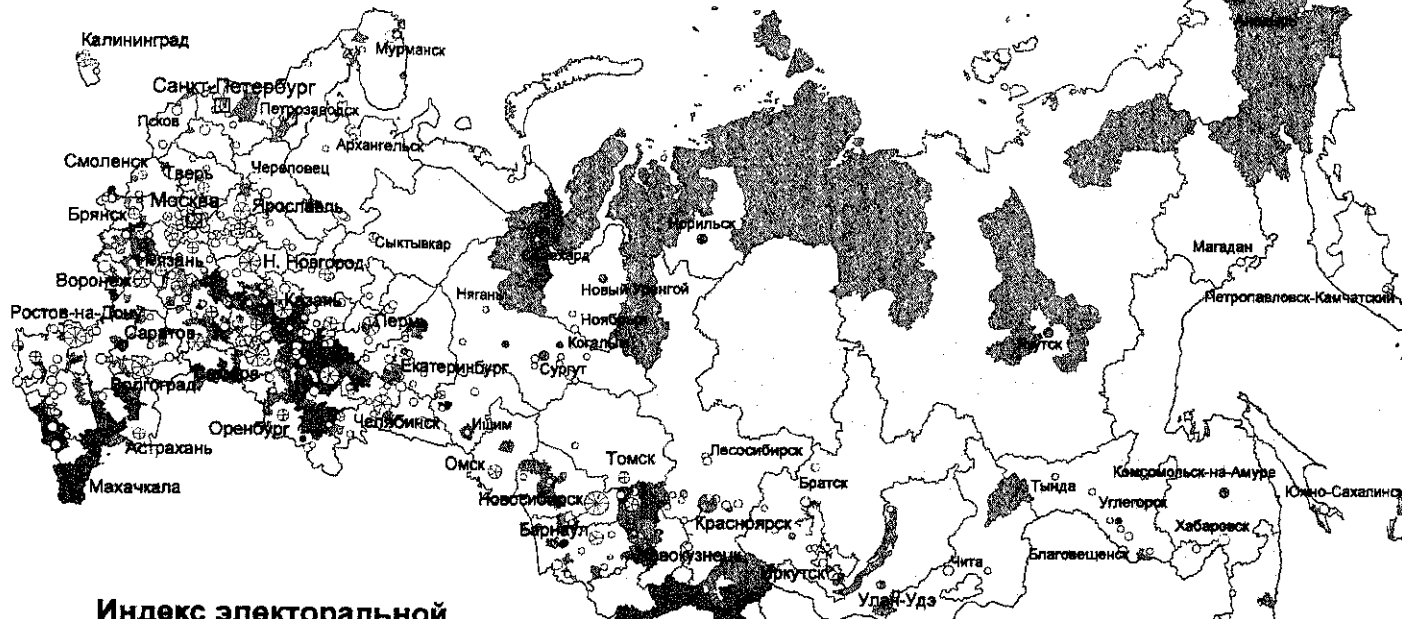 Калининград
Мурманск
Санкт-Петербург
Петрозаводск
Псков
Архангельск
Смоленск
Череповец
Тверь
Москва
Ярославль
Брянск
Норильск
Сыктывкар
Магадан
Рязань
Н. Новгород
Салехард
Воронеж
Новый Уренгой
Нягань
Казань
Петропавловск-Камчатский
Ростов-на-Дону
Ноябрьск
Пермь
Саратов
Когалым
Якутск
Самара
Екатеринбург
Сургут
Волгоград
Челябинск
Ишим
Оренбург
Астрахань
Лесосибирск
Томск
Омск
Комсомольск-на-Амуре
Махачкала
Братск
Тында
Южно-Сахалинск
Новосибирск
Углегорск
Красноярск
Хабаровск
Барнаул
Новокузнецк
Благовещенск
Чита
Иркутск
Улан-Удэ
Индекс электоральной